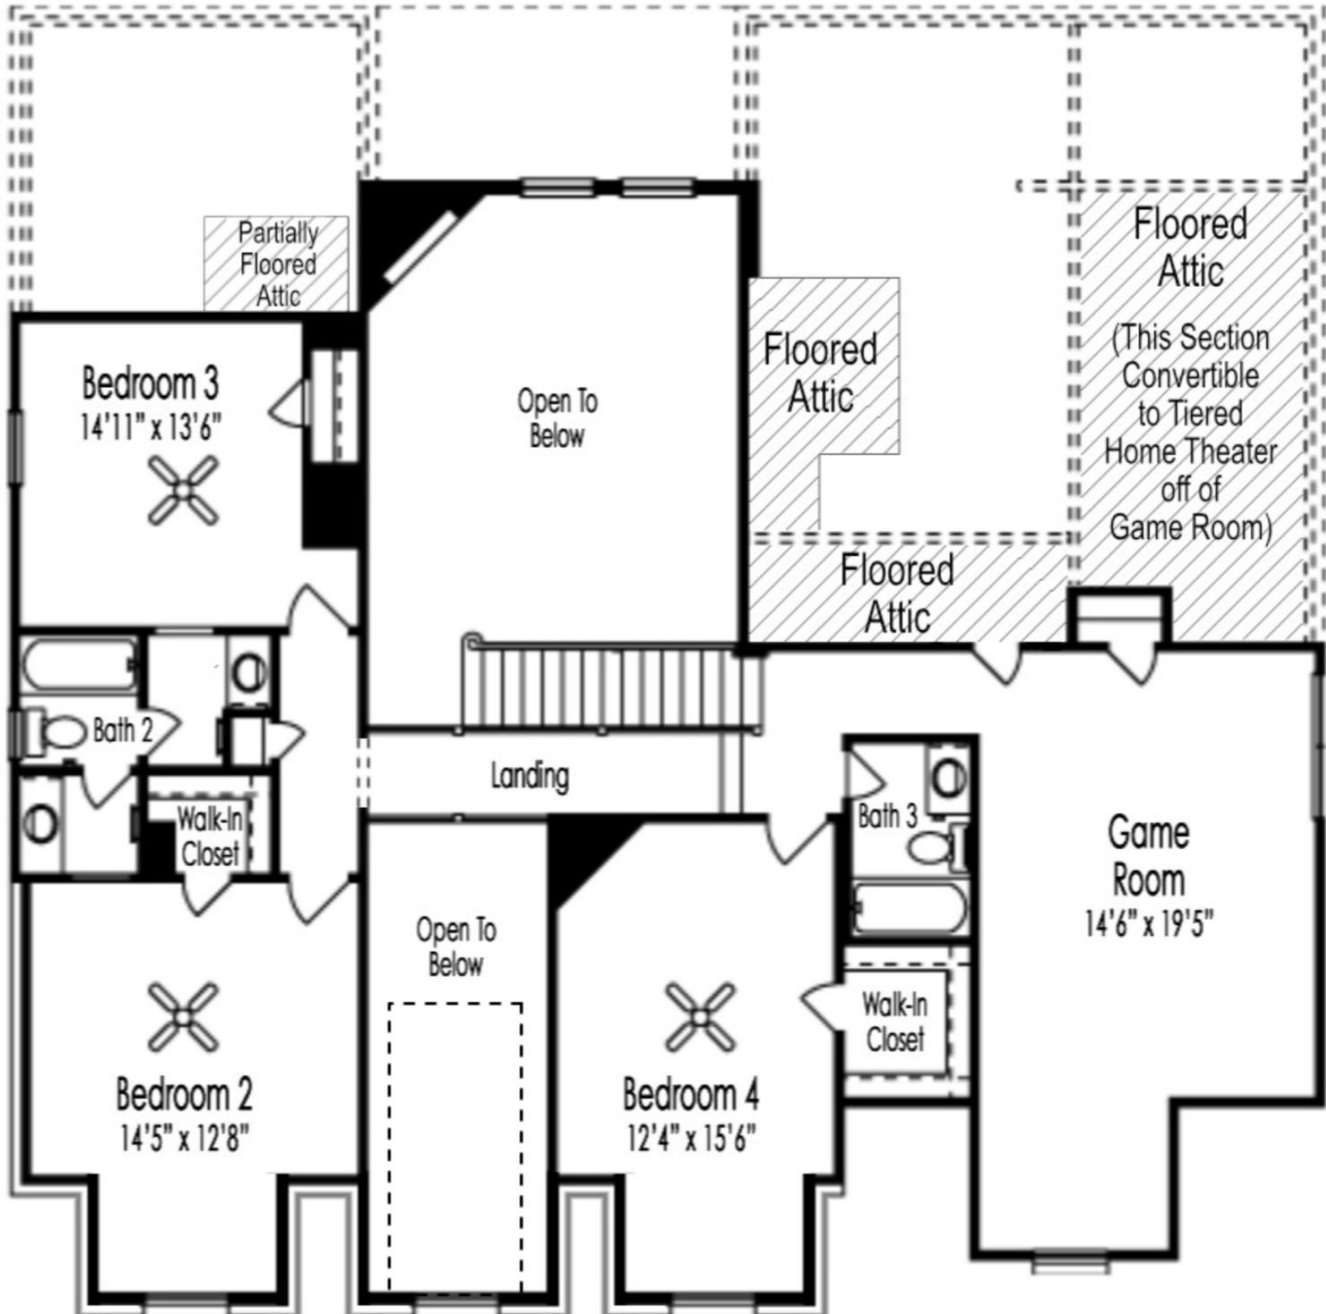 Partially
Floored
Attic
Floored
Attic
(This Section
Convertible
to Tiered
Home Theater
off of
Game Room)
Bedroom 3
14'11" x 13'6"
Open To
Below
Floored
Attic
Floored
Attic
Bath 2
Landing
Walk-In
Closet
Bath 3
Game
Room
14'6" x 19'5"
Open To
Below
Walk-In
Closet
Bedroom 2
14'5" x 12'8"
Bedroom 4
12'4" x 15'6"